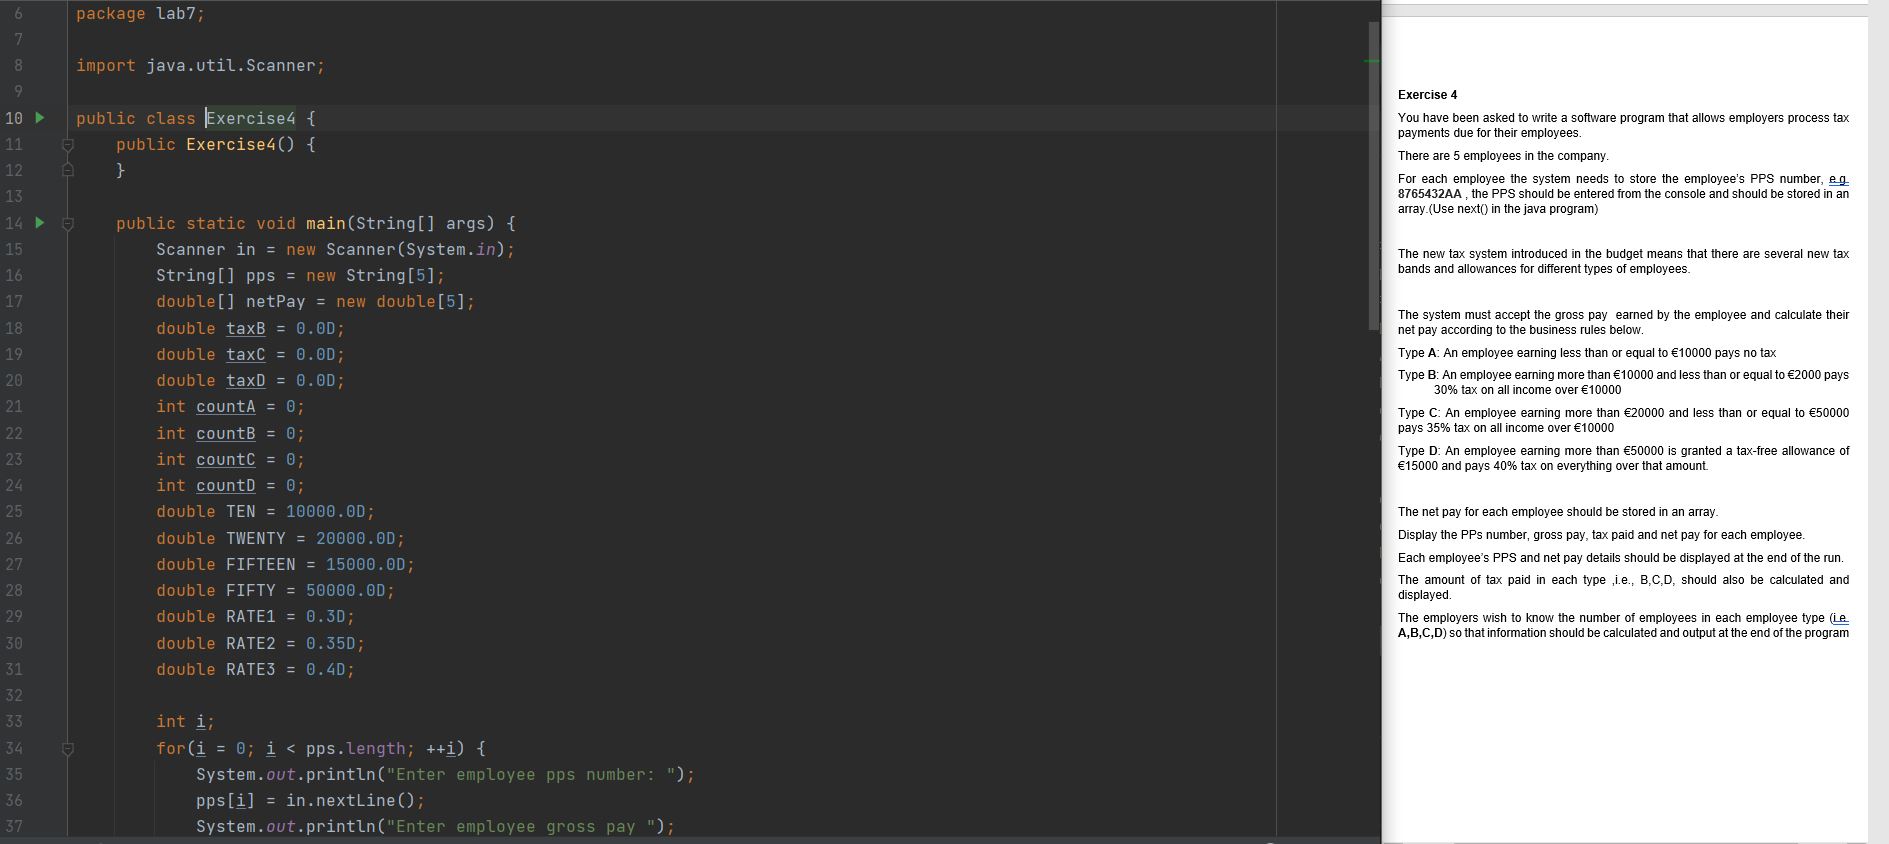 6 package lab7;
7
8 import java.util.Scanner;
9
10 public class Exercise4 {
11 public Exercise4() {
12 }
13
14 public static void main(String[] args) {
15 Scanner in = new Scanner(System.in);
16 String[] pps = new String[5];
17 double[] netPay = new double[5];
18 double taxB = 0.0D;
19 double taxC = 0.0D;
20 double taxD = 0.0D;
21 int countA = 0;
22 int countB = 0;
23 int countC = 0;
24 int countD = 0;
25 double TEN = 10000.0D;
26 double TWENTY = 20000.0D;
27 double FIFTEEN = 15000.0D;
28 double FIFTY = 50000.0D;
29 double RATE1 = 0.3D;
30 double RATE2 = 0.35D;
31 double RATE3 = 0.4D;
32
33 int i;
34 for(i = 0; i < pps.length; ++i) {
35 System.out.println("Enter employee pps number: ");
36 pps[i] = in.nextLine();
37 System.out.println("Enter employee gross pay ");
Exercise 4
You have been asked to write a software program that allows employers process tax
payments due for their employees.
There are 5 employees in the company.
For each employee the system needs to store the employee's PPS number, e.g.
8765432AA , the PPS should be entered from the console and should be stored in an
array.(Use next() in the java program)
The new tax system introduced in the budget means that there are several new tax
bands and allowances for different types of employees.
The system must accept the gross pay earned by the employee and calculate their
net pay according to the business rules below.
Type A: An employee earning less than or equal to €10000 pays no tax
Type B: An employee earning more than €10000 and less than or equal to €2000 pays
30% tax on all income over €10000
Type C: An employee earning more than €20000 and less than or equal to €50000
pays 35% tax on all income over €10000
Type D: An employee earning more than €50000 is granted a tax-free allowance of
€15000 and pays 40% tax on everything over that amount.
The net pay for each employee should be stored in an array.
Display the PPs number, gross pay, tax paid and net pay for each employee.
Each employee's PPS and net pay details should be displayed at the end of the run.
The amount of tax paid in each type ,i.e., B,C,D, should also be calculated and
displayed.
The employers wish to know the number of employees in each employee type (i.e.
A,B,C,D) so that information should be calculated and output at the end of the program